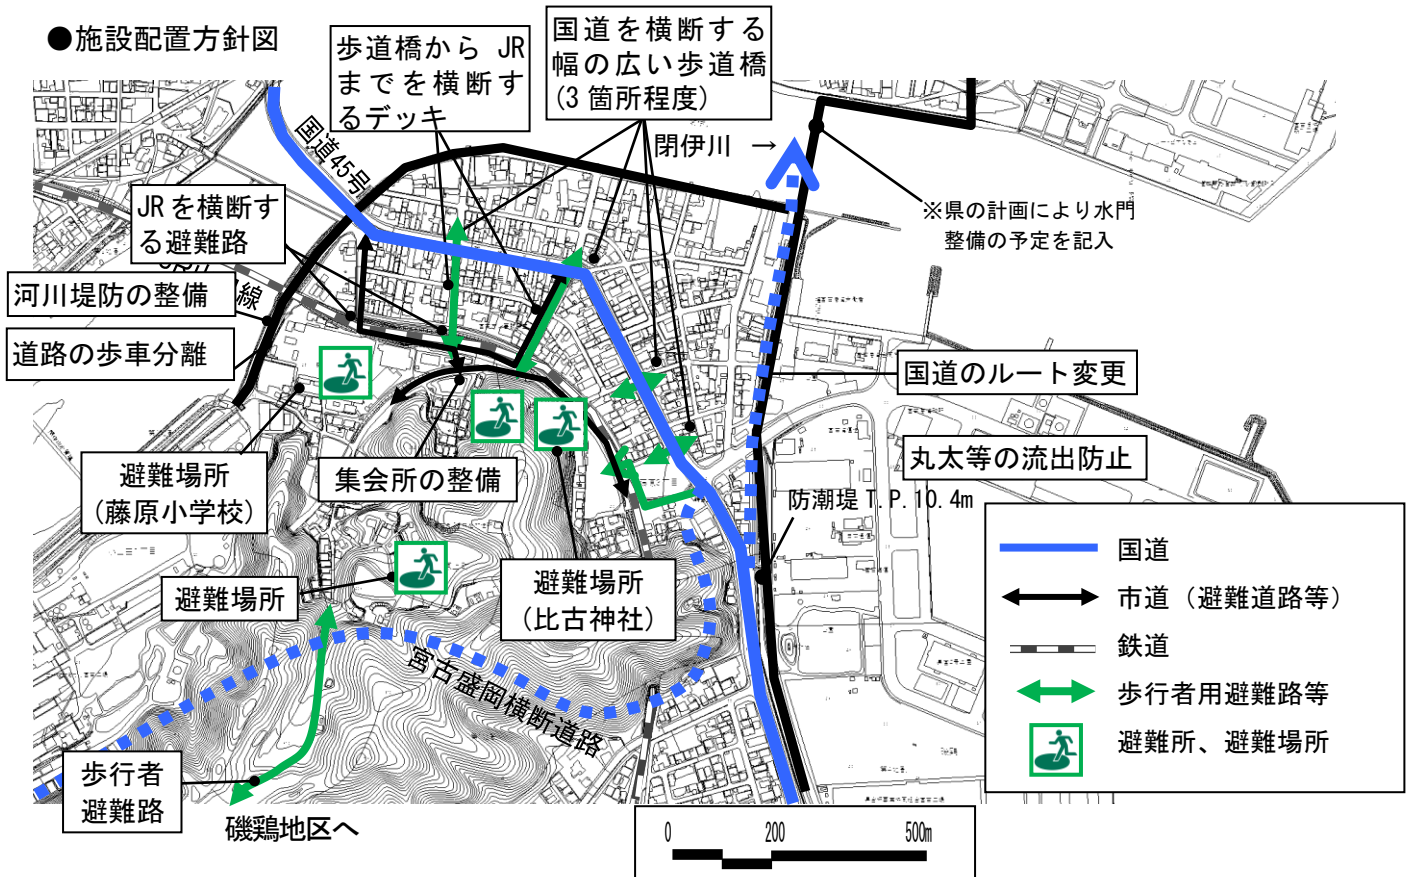 ●施設配置方針図
歩道橋から JR
までを横断す
るデッキ
国道を横断する
幅の広い歩道橋
(3 箇所程度)
国道45号
閉伊川 →
JR を横断す
る避難路
※県の計画により水門
整備の予定を記入
河川堤防の整備
線
道路の歩車分離
国道のルート変更
避難場所
(藤原小学校)
集会所の整備
丸太等の流出防止
防潮堤 T.P.10.4m
避難場所
避難場所
(比古神社)
宮古盛岡横断道路
歩行者
避難路
磯鶏地区へ
国道
市道（避難道路等）
鉄道
歩行者用避難路等
避難所、避難場所
0 200 500m